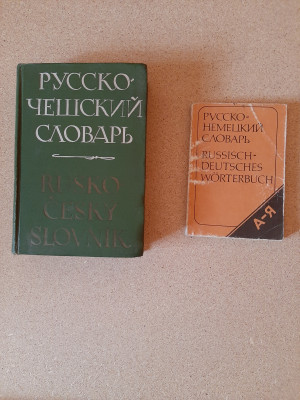 РУССКО-
ЧЕШСКИЙ
СЛОВАРЬ
RUSKO
ČESKÝ
SLOVNÍK
РУССКО-
НЕМЕЦКИЙ
СЛОВАРЬ
RUSSISCH-
DEUTSCHES
WÖRTERBUCH
А-Я